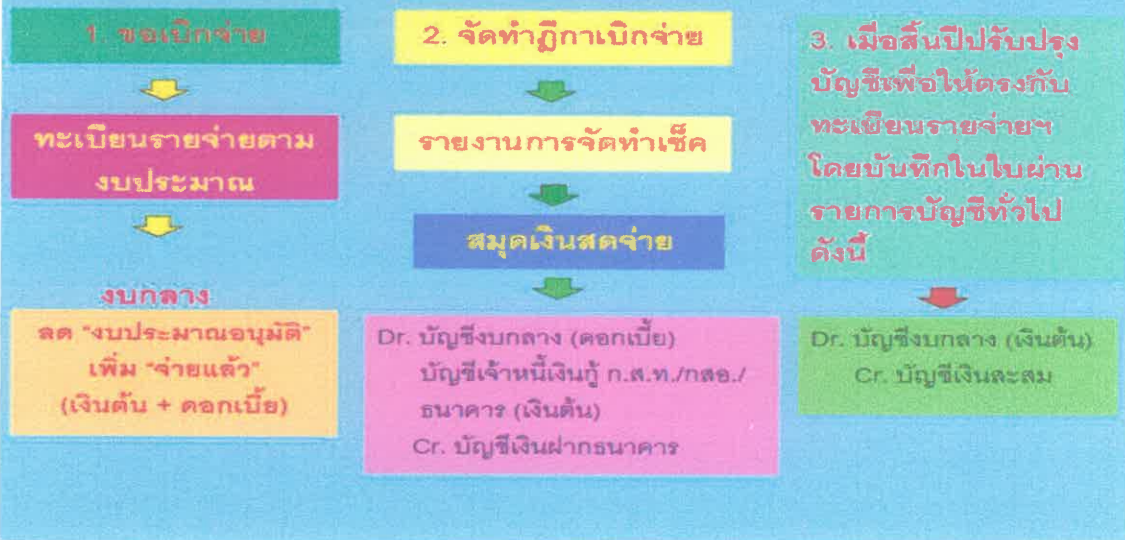 1. ขอเบิกจ่าย
ทะเบียนรายจ่ายตาม
งบประมาณ
งบกลาง
ลด "งบประมาณอนุมัติ"
เพิ่ม "จ่ายแล้ว"
(เงินต้น + ดอกเบี้ย)
2. จัดทำฎีกาเบิกจ่าย
รายงานการจัดทำเช็ค
สมุดเงินสดจ่าย
Dr. บัญชีงบกลาง (ดอกเบี้ย)
บัญชีเจ้าหนี้เงินกู้ ก.ส.ท./กสอ./
ธนาคาร (เงินต้น)
Cr. บัญชีเงินฝากธนาคาร
3. เมื่อสิ้นปีปรับปรุง
บัญชีเพื่อให้ตรงกับ
ทะเบียนรายจ่ายฯ
โดยบันทึกในใบผ่าน
รายการบัญชีทั่วไป
ดังนี้
Dr. บัญชีงบกลาง (เงินต้น)
Cr. บัญชีเงินสะสม